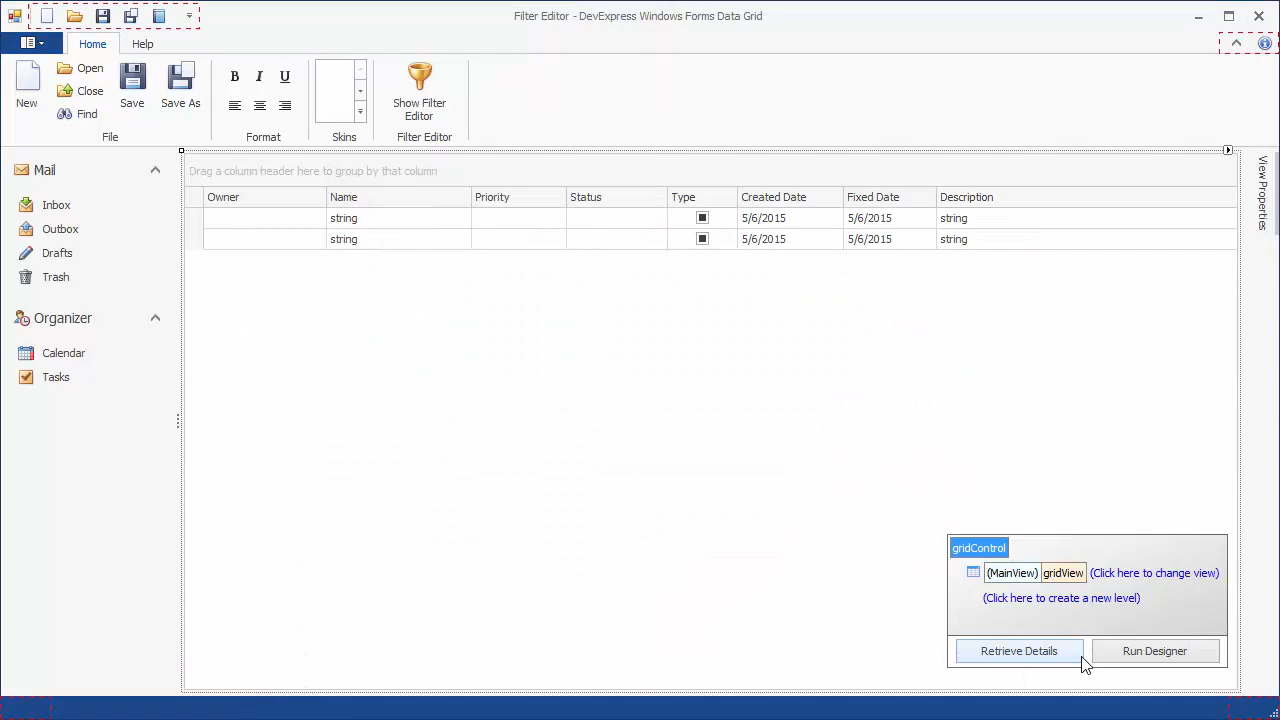 Filter Editor - DevExpress Windows Forms Data Grid
Home Help
New
Open
Close
Find
Save
Save As
File
B I U
Format
Skins
Show Filter
Editor
Filter Editor
Mail
Inbox
Outbox
Drafts
Trash
Organizer
Calendar
Tasks
Drag a column header here to group by that column
Owner Name Priority Status Type Created Date Fixed Date Description
string 5/6/2015 5/6/2015 string
string 5/6/2015 5/6/2015 string
View Properties
gridControl
(MainView) gridView (Click here to change view)
(Click here to create a new level)
Retrieve Details Run Designer